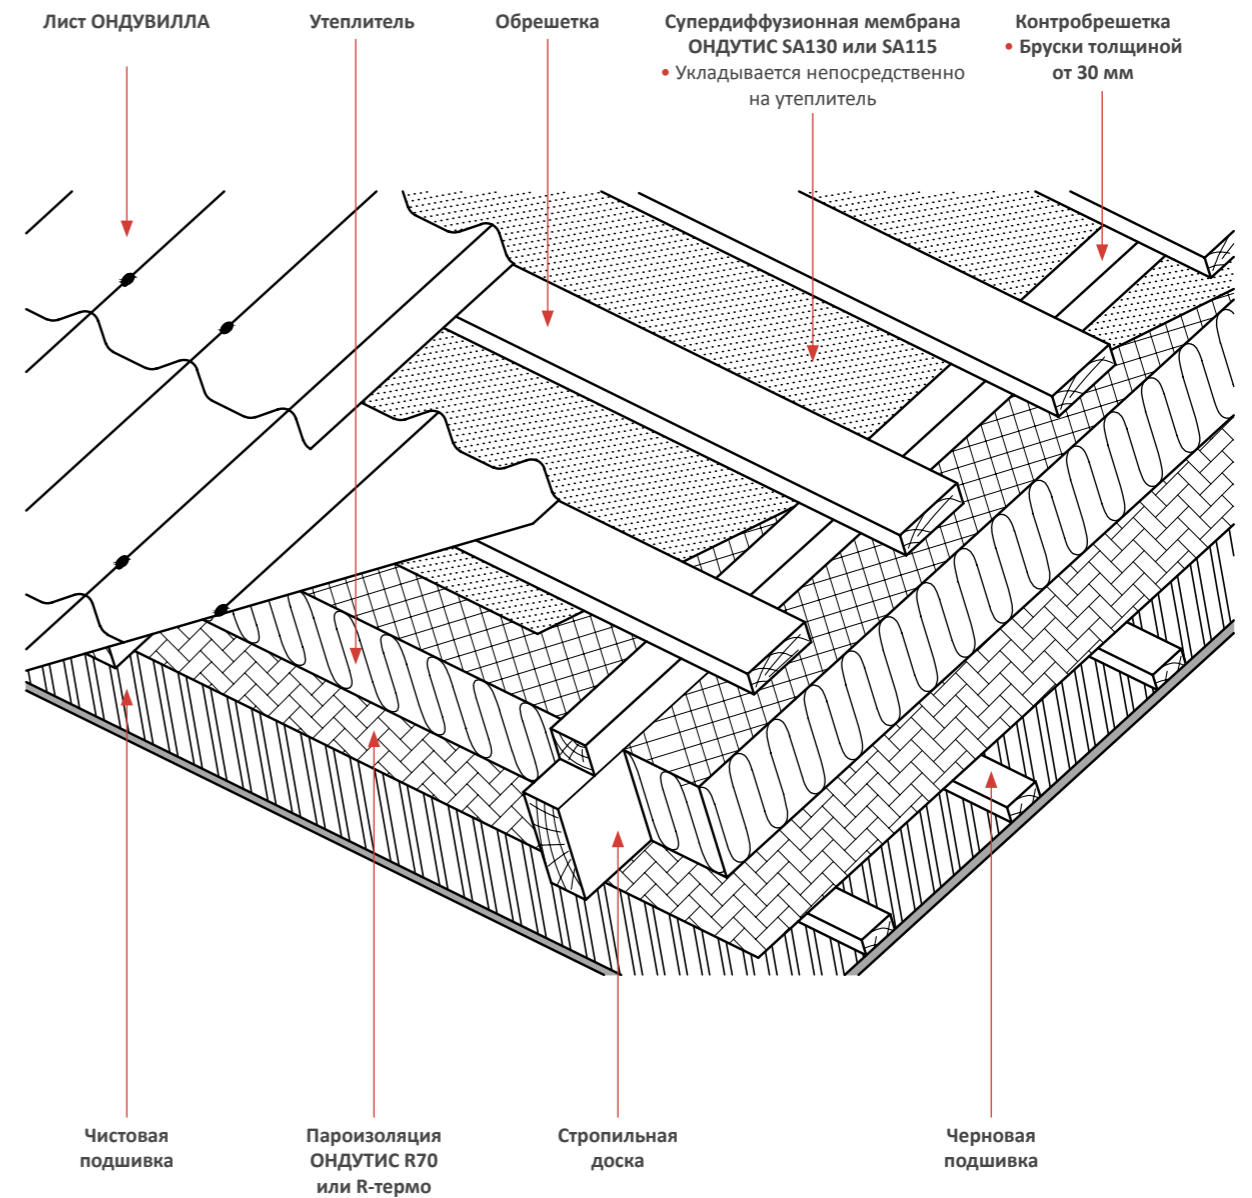 Лист ОНДУВИЛЛА
Утеплитель
Обрешетка
Супердиффузионная мембрана
ОНДУТИС SA130 или SA115
• Укладывается непосредственно
на утеплитель
Контробрешетка
• Бруски толщиной
от 30 мм
Чистовая
подшивка
Пароизоляция
ОНДУТИС R70
или R-термо
Стропильная
доска
Черновая
подшивка